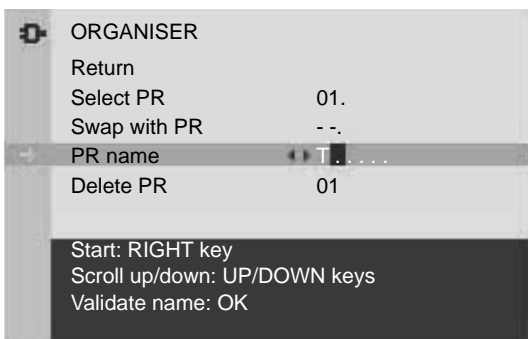 ORGANISER
Return
Select PR 01.
Swap with PR - -.
PR name T . . . . .
Delete PR 01
Start: RIGHT key
Scroll up/down: UP/DOWN keys
Validate name: OK